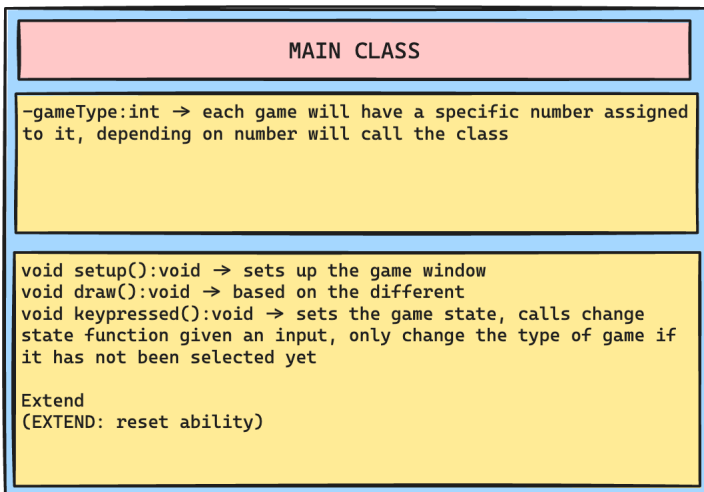 MAIN CLASS
-gameType:int → each game will have a specific number assigned
to it, depending on number will call the class
void setup():void → sets up the game window
void draw():void → based on the different
void keypressed():void → sets the game state, calls change
state function given an input, only change the type of game if
it has not been selected yet
Extend
(EXTEND: reset ability)